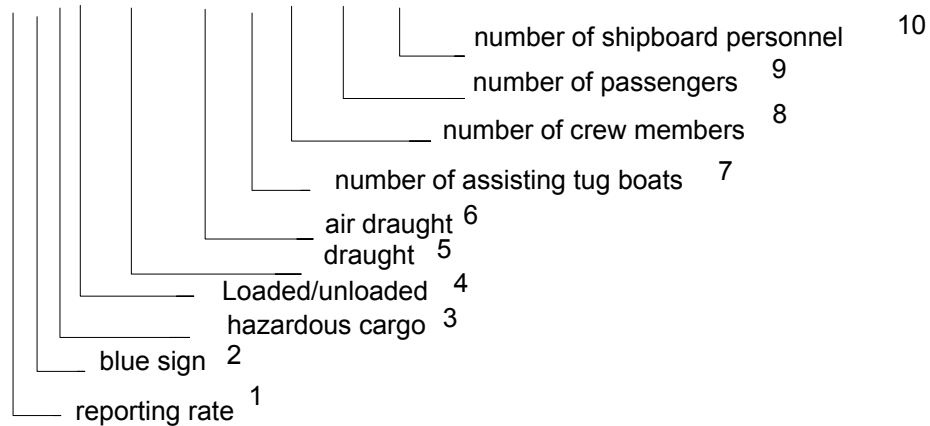 number of shipboard personnel 10
number of passengers 9
number of crew members 8
number of assisting tug boats 7
air draught 6
draught 5
Loaded/unloaded 4
hazardous cargo 3
blue sign 2
reporting rate 1